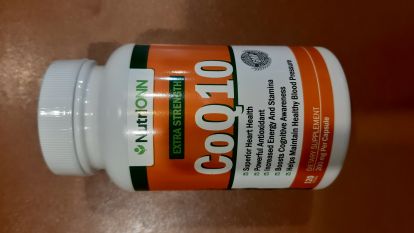 NutriONN
EXTRA STRENGTH
CoQ10
Superior Heart Health
Powerful Antioxidant
Increased Energy And Stamina
Boosts Cognitive Awareness
Helps Maintain Healthy Blood Pressure
DIETARY SUPPLEMENT
200 mg Per Capsule
120